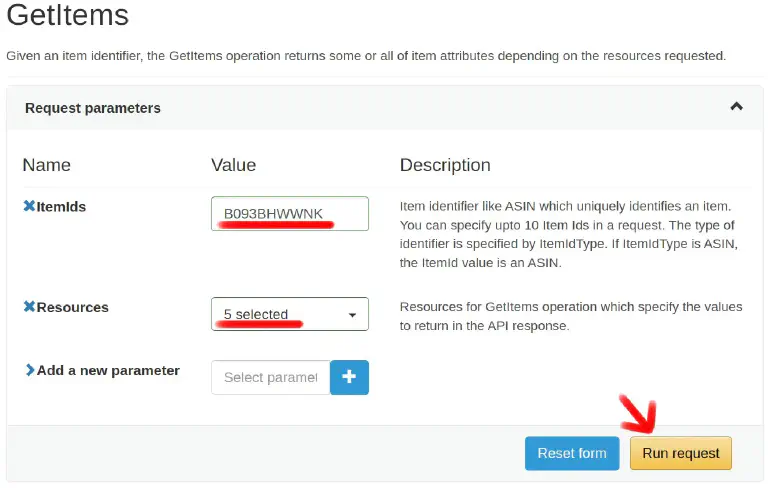 GetItems
Given an item identifier, the GetItems operation returns some or all of item attributes depending on the resources requested.
Request parameters
Name Value Description
ItemIds B093BHWWNK Item identifier like ASIN which uniquely identifies an item.
You can specify upto 10 Item Ids in a request. The type of
identifier is specified by ItemIdType. If ItemIdType is ASIN,
the ItemId value is an ASIN.
Resources 5 selected Resources for GetItems operation which specify the values
to return in the API response.
Add a new parameter Select paramet
Reset form Run request